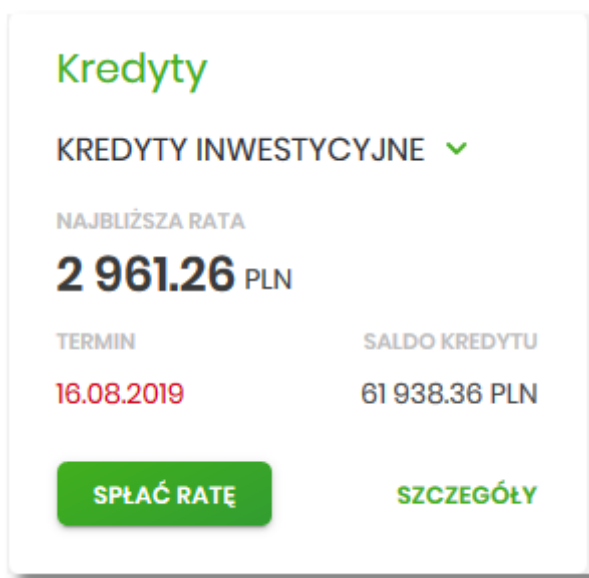 Kredyty
KREDYTY INWESTYCYJNE
NAJBLIŻSZA RATA
2 961.26 PLN
TERMIN SALDO KREDYTU
16.08.2019 61 938.36 PLN
SPŁAĆ RATĘ SZCZEGÓŁY